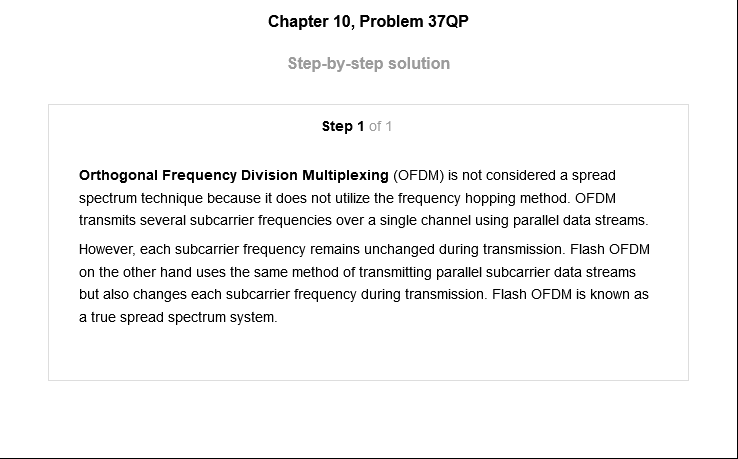 Chapter 10, Problem 37QP
Step-by-step solution
Step 1 of 1
Orthogonal Frequency Division Multiplexing (OFDM) is not considered a spread
spectrum technique because it does not utilize the frequency hopping method. OFDM
transmits several subcarrier frequencies over a single channel using parallel data streams.
However, each subcarrier frequency remains unchanged during transmission. Flash OFDM
on the other hand uses the same method of transmitting parallel subcarrier data streams
but also changes each subcarrier frequency during transmission. Flash OFDM is known as
a true spread spectrum system.